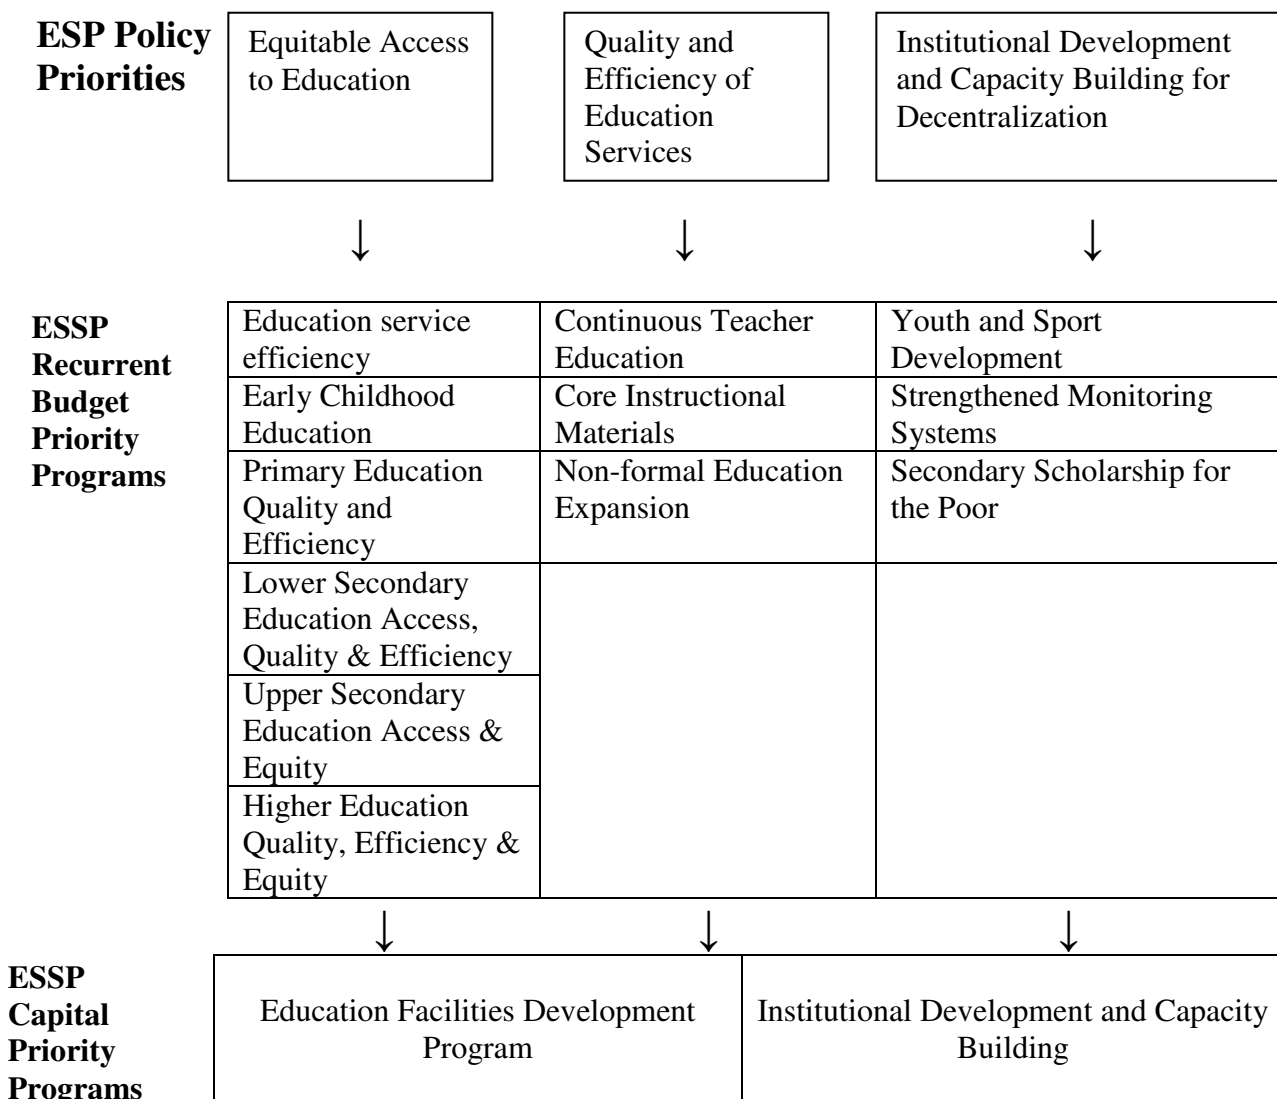 ESP Policy
Priorities
Equitable Access
to Education
Quality and
Efficiency of
Education
Services
Institutional Development
and Capacity Building for
Decentralization
↓
↓
↓
ESSP
Recurrent
Budget
Priority
Programs
Education service
efficiency
Continuous Teacher
Education
Youth and Sport
Development
Early Childhood
Education
Core Instructional
Materials
Strengthened Monitoring
Systems
Primary Education
Quality and
Efficiency
Non-formal Education
Expansion
Secondary Scholarship for
the Poor
Lower Secondary
Education Access,
Quality & Efficiency
Upper Secondary
Education Access &
Equity
Higher Education
Quality, Efficiency &
Equity
↓
↓
↓
ESSP
Capital
Priority
Programs
Education Facilities Development
Program
Institutional Development and Capacity
Building